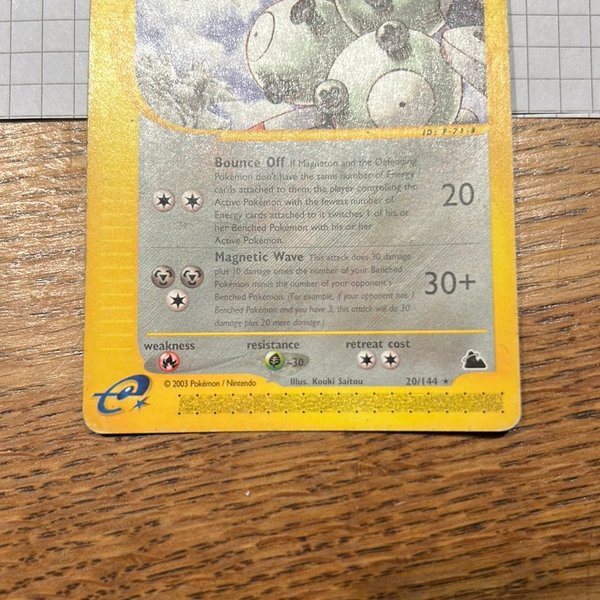 Bounce Off If Magneton and the Defending
Pokémon don't have the same number of Energy
cards attached to them, the player controlling the
Active Pokémon with the fewest number of
Energy cards attached to it switches 1 of his or
her Benched Pokémon with his or her
Active Pokémon.
20
Magnetic Wave This attack does 30 damage
plus 10 damage times the number of your Benched
Pokémon minus the number of your opponent's
Benched Pokémon. (For example, if your opponent has 1
Benched Pokémon and you have 3, this attack will do 30
damage plus 20 more damage.)
30+
weakness resistance retreat cost
-30
© 2003 Pokémon / Nintendo Illus. Kouki Saitou 20/144 ★